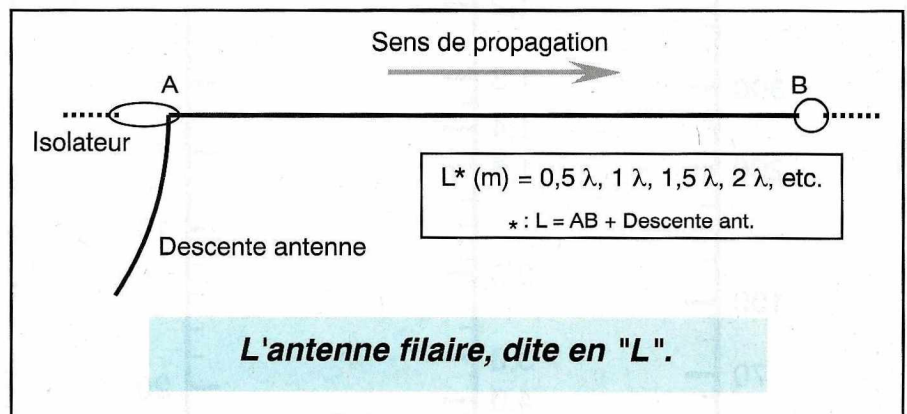 Sens de propagation
A
B
Isolateur
L* (m) = 0,5 λ, 1 λ, 1,5 λ, 2 λ, etc.
* : L = AB + Descente ant.
Descente antenne
L'antenne filaire, dite en "L".